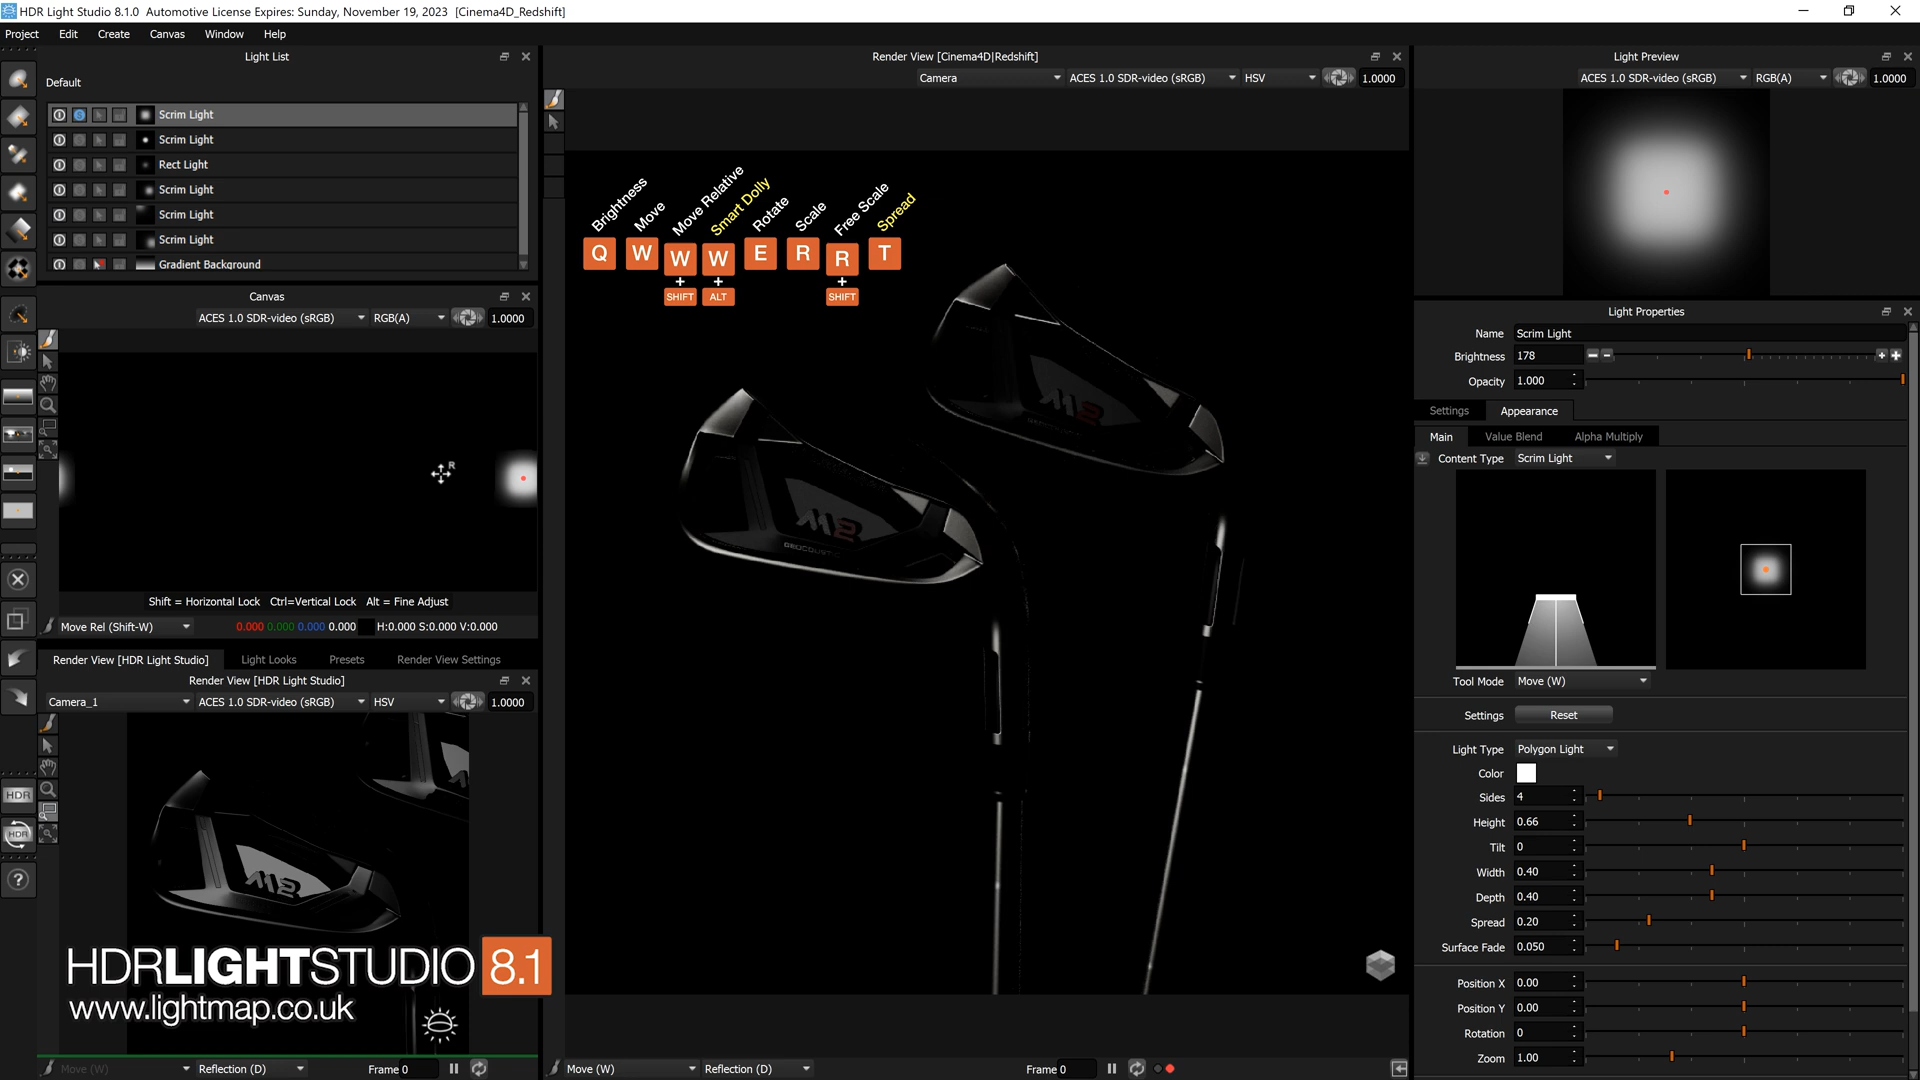 HDR Light Studio 8.1.0 Automotive License Expires: Sunday, November 19, 2023 [Cinema4D_Redshift]
Project Edit Create Canvas Window Help
Light List
Default
Scrim Light
Scrim Light
Rect Light
Scrim Light
Scrim Light
Scrim Light
Gradient Background
Canvas
ACES 1.0 SDR-video (sRGB) RGB(A) 1.0000
R
Shift = Horizontal Lock Ctrl=Vertical Lock Alt = Fine Adjust
Move Rel (Shift-W) 0.000 0.000 0.000 0.000 H:0.000 S:0.000 V:0.000
Render View [HDR Light Studio] Light Looks Presets Render View Settings
Render View [HDR Light Studio]
Camera_1 ACES 1.0 SDR-video (sRGB) HSV 1.0000
M2
HDR
HDR
?
HDRLIGHTSTUDIO 8.1
www.lightmap.co.uk
Move (W) Reflection (D) Frame 0
Render View [Cinema4D|Redshift]
Camera ACES 1.0 SDR-video (sRGB) HSV 1.0000
Brightness Move Move Relative Smart Dolly Rotate Scale Free Scale Spread
Q W W W E R R T
+ + +
SHIFT ALT SHIFT
M2
GEOCOUSTIC
M2
GEOCOUSTIC
Move (W) Reflection (D) Frame 0
Light Preview
ACES 1.0 SDR-video (sRGB) RGB(A) 1.0000
Light Properties
Name Scrim Light
Brightness 178
Opacity 1.000
Settings Appearance
Main Value Blend Alpha Multiply
Content Type Scrim Light
Tool Mode Move (W)
Settings Reset
Light Type Polygon Light
Color
Sides 4
Height 0.66
Tilt 0
Width 0.40
Depth 0.40
Spread 0.20
Surface Fade 0.050
Position X 0.00
Position Y 0.00
Rotation 0
Zoom 1.00